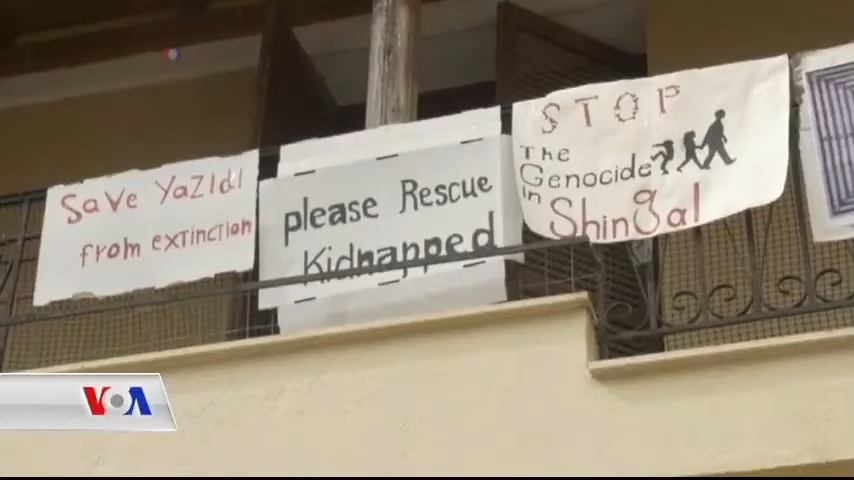 Save YaZIdI
from exTINCTION
please Rescue
Kidnapped
STOP
The
Genocide
in
Shingal
VOA